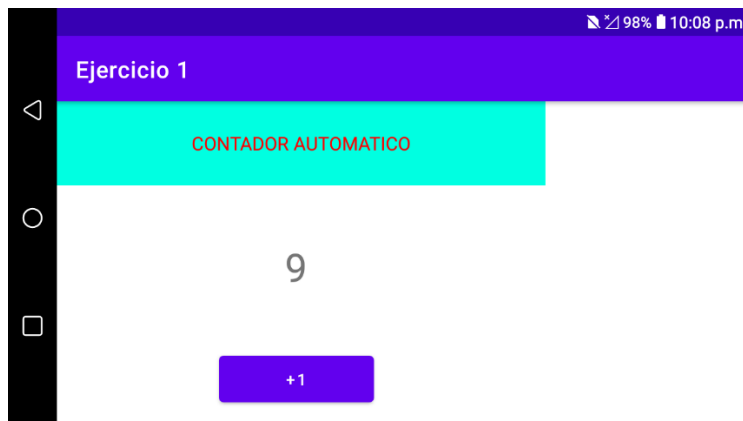 98% 10:08 p.m
Ejercicio 1
CONTADOR AUTOMATICO
9
+1